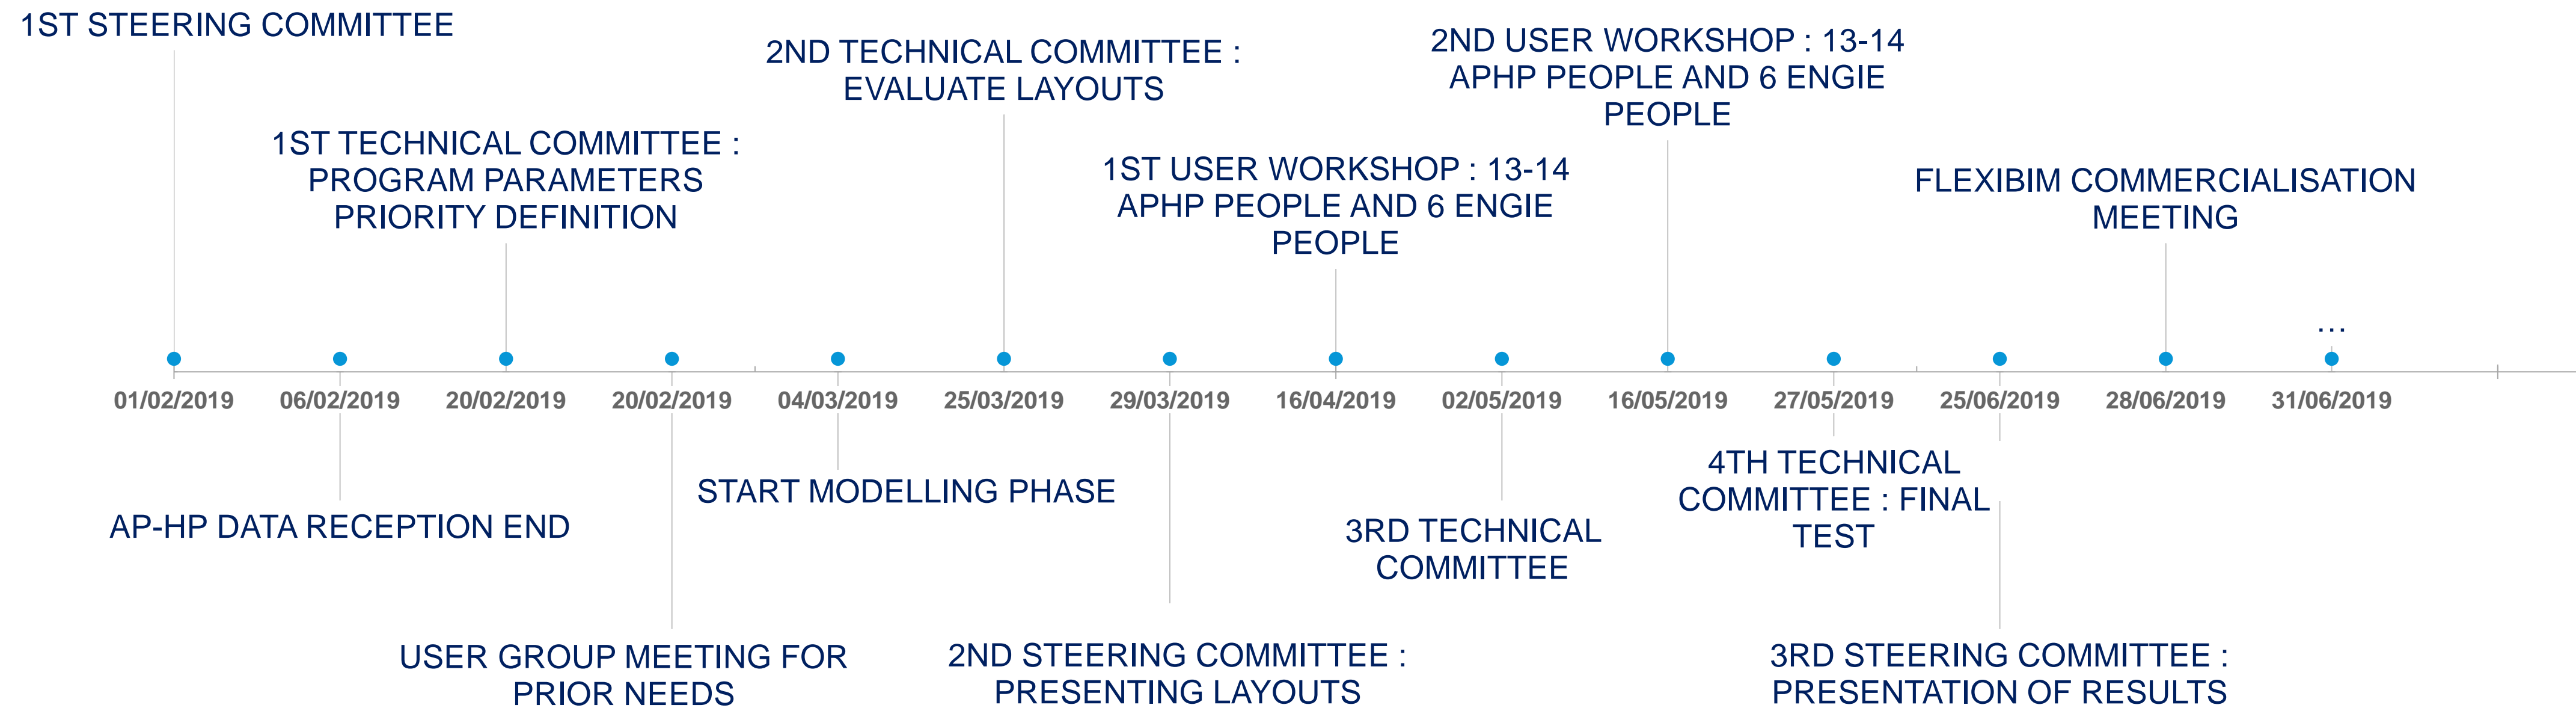 1ST STEERING COMMITTEE
2ND TECHNICAL COMMITTEE :
EVALUATE LAYOUTS
2ND USER WORKSHOP : 13-14
APHP PEOPLE AND 6 ENGIE
PEOPLE
1ST TECHNICAL COMMITTEE :
PROGRAM PARAMETERS
PRIORITY DEFINITION
1ST USER WORKSHOP : 13-14
APHP PEOPLE AND 6 ENGIE
PEOPLE
FLEXIBIM COMMERCIALISATION
MEETING
...
01/02/2019 06/02/2019 20/02/2019 20/02/2019 04/03/2019 25/03/2019 29/03/2019 16/04/2019 02/05/2019 16/05/2019 27/05/2019 25/06/2019 28/06/2019 31/06/2019
AP-HP DATA RECEPTION END
START MODELLING PHASE
3RD TECHNICAL
COMMITTEE
4TH TECHNICAL
COMMITTEE : FINAL
TEST
USER GROUP MEETING FOR
PRIOR NEEDS
2ND STEERING COMMITTEE :
PRESENTING LAYOUTS
3RD STEERING COMMITTEE :
PRESENTATION OF RESULTS